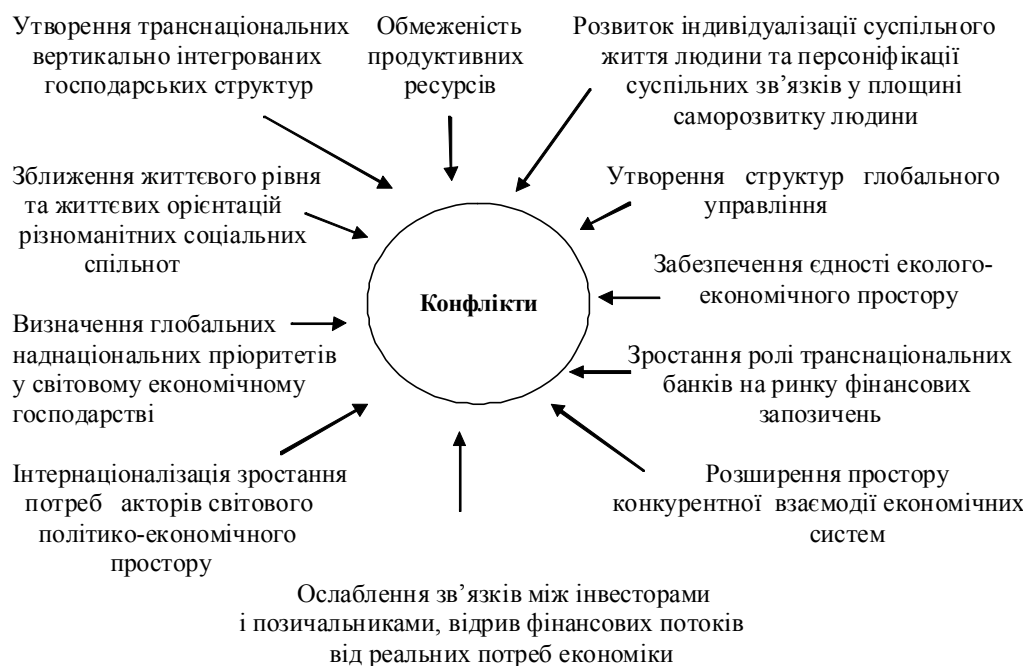 Утворення транснаціональних
вертикально інтегрованих
господарських структур
Обмеженість
продуктивних
ресурсів
Розвиток індивідуалізації суспільного
життя людини та персоніфікації
суспільних зв’язків у площині
саморозвитку людини
Зближення життєвого рівня
та життєвих орієнтацій
різноманітних соціальних
спільнот
Утворення структур глобального
управління
Забезпечення єдності еколого-
економічного простору
Конфлікти
Визначення глобальних
наднаціональних пріоритетів
у світовому економічному
господарстві
Зростання ролі транснаціональних
банків на ринку фінансових
запозичень
Інтернаціоналізація зростання
потреб акторів світового
політико-економічного
простору
Розширення простору
конкурентної взаємодії економічних
систем
Ослаблення зв’язків між інвесторами
і позичальниками, відрив фінансових потоків
від реальних потреб економіки